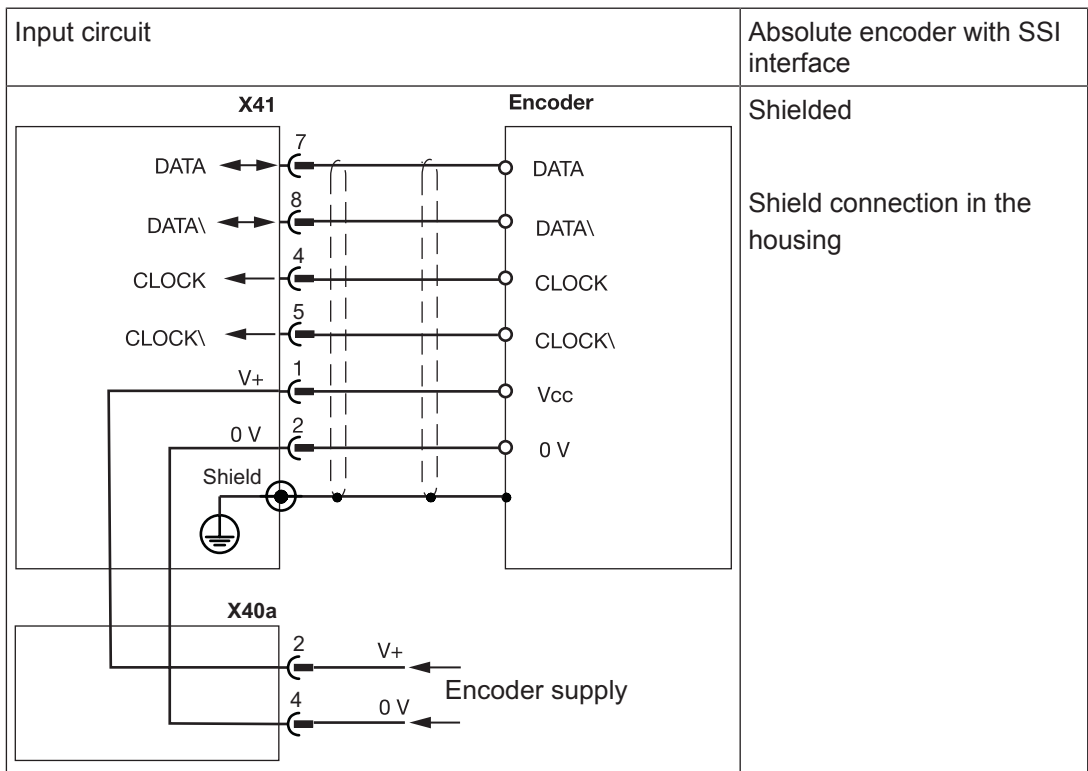 Input circuit
Absolute encoder with SSI
interface
X41
Encoder
Shielded
Shield connection in the
housing
DATA
7
DATA
DATA\
8
DATA\
CLOCK
4
CLOCK
CLOCK\
5
CLOCK\
V+
1
Vcc
0 V
2
0 V
Shield
X40a
2
V+
Encoder supply
4
0 V